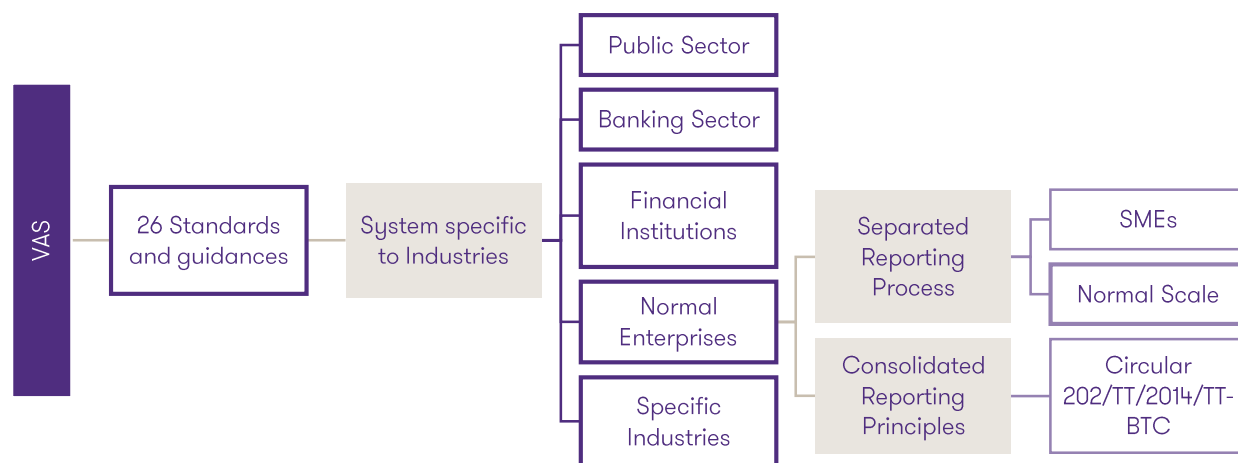 VAS
26 Standards
and guidances
System specific
to Industries
Public Sector
Banking Sector
Financial
Institutions
Normal
Enterprises
Specific
Industries
Separated
Reporting
Process
Consolidated
Reporting
Principles
SMEs
Normal Scale
Circular
202/TT/2014/TT-
BTC